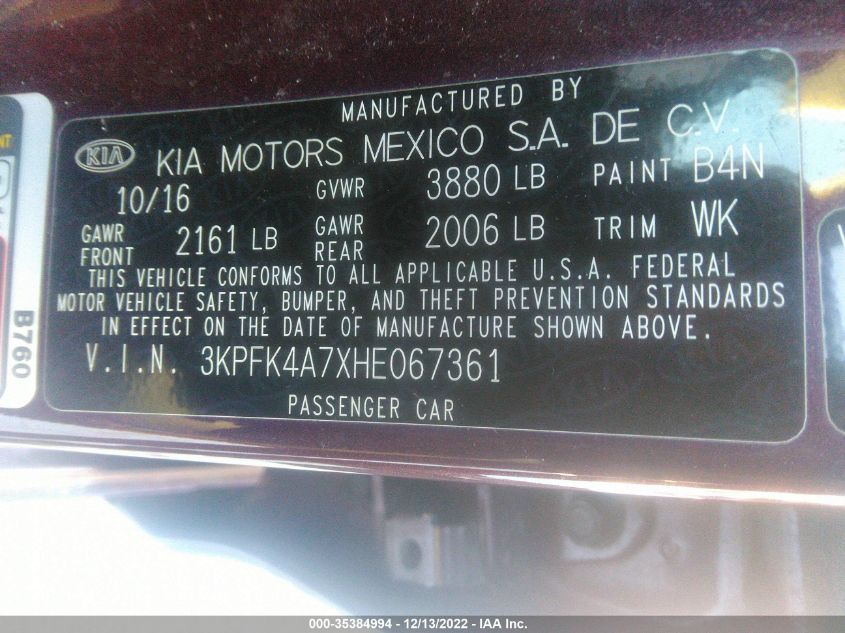 MANUFACTURED BY
KIA KIA MOTORS MEXICO S.A. DE C.V.
10/16 GVWR 3880 LB PAINT B4N
GAWR FRONT 2161 LB GAWR REAR 2006 LB TRIM WK
THIS VEHICLE CONFORMS TO ALL APPLICABLE U.S.A. FEDERAL
MOTOR VEHICLE SAFETY, BUMPER, AND THEFT PREVENTION STANDARDS
IN EFFECT ON THE DATE OF MANUFACTURE SHOWN ABOVE.
V.I.N. 3KPFK4A7XHE067361
PASSENGER CAR
B760
000-35384994 - 12/13/2022 - IAA Inc.